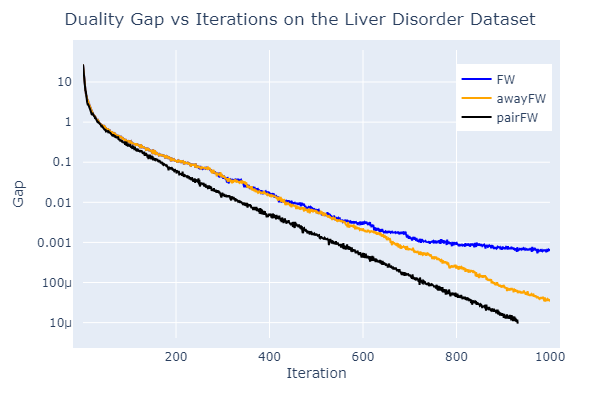 Duality Gap vs Iterations on the Liver Disorder Dataset
FW
awayFW
pairFW
Gap
10
1
0.1
0.01
0.001
100μ
10μ
200
400
600
800
1000
Iteration